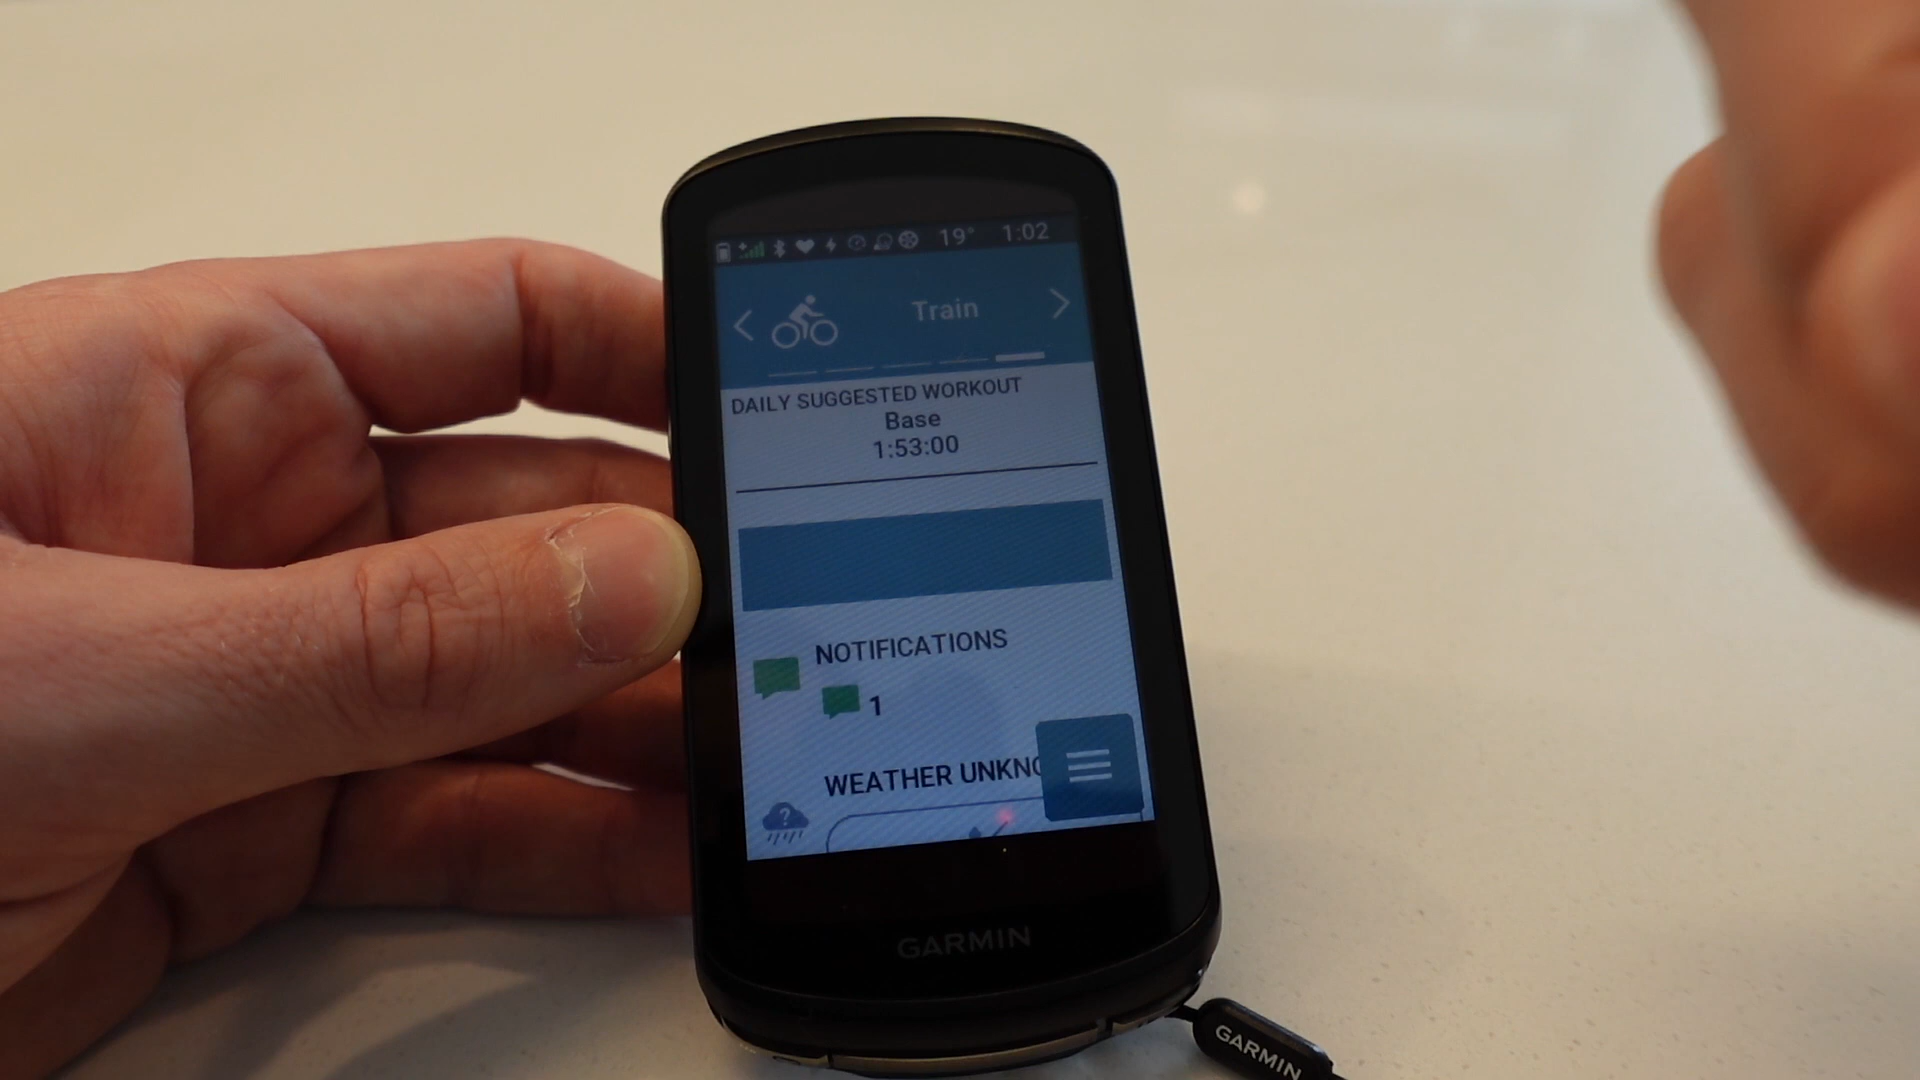 19° 1:02
Train
DAILY SUGGESTED WORKOUT
Base
1:53:00
NOTIFICATIONS
1
WEATHER UNKNO
?
GARMIN
GARMIN